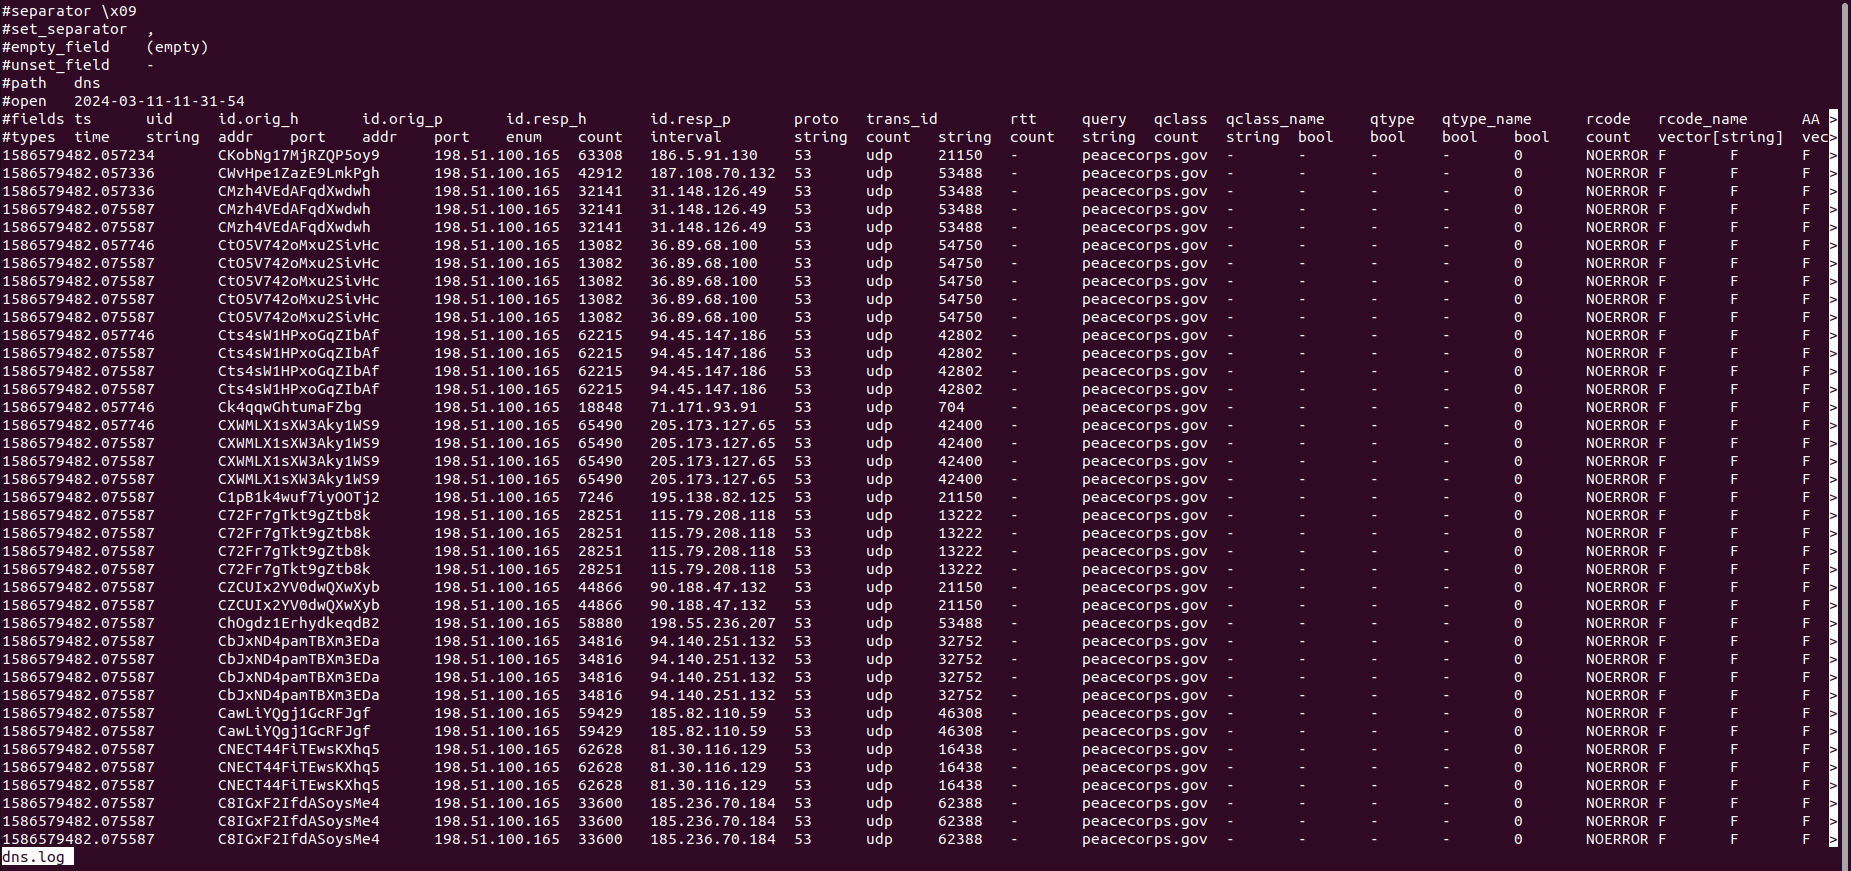 #separator \x09
#set_separator	,
#empty_field	(empty)
#unset_field	-
#path	dns
#open	2024-03-11-11-31-54
#fields	ts	uid	id.orig_h	id.orig_p	id.resp_h	id.resp_p	proto	trans_id	rtt	query	qclass	qclass_name	qtype	qtype_name	rcode	rcode_name	AA	>
#types	time	string	addr	port	addr	port	enum	count	interval	string	count	string	count	string	count	string	bool	bool	bool	bool	count	vector[string]	vec>
1586579482.057234	CKobNg17MjRZQP5oy9	198.51.100.165	63308	186.5.91.130	53	udp	21150	-	peacecorps.gov	-	-	-	-	0	NOERROR	F	F	F	>
1586579482.057336	CWvHpe1ZazE9LmkPgh	198.51.100.165	42912	187.108.70.132	53	udp	53488	-	peacecorps.gov	-	-	-	-	0	NOERROR	F	F	F	>
1586579482.057336	CMzh4VEdAFqdXwdwh	198.51.100.165	32141	31.148.126.49	53	udp	53488	-	peacecorps.gov	-	-	-	-	0	NOERROR	F	F	F	>
1586579482.075587	CMzh4VEdAFqdXwdwh	198.51.100.165	32141	31.148.126.49	53	udp	53488	-	peacecorps.gov	-	-	-	-	0	NOERROR	F	F	F	>
1586579482.075587	CMzh4VEdAFqdXwdwh	198.51.100.165	32141	31.148.126.49	53	udp	53488	-	peacecorps.gov	-	-	-	-	0	NOERROR	F	F	F	>
1586579482.057746	CtO5V742oMxu2SivHc	198.51.100.165	13082	36.89.68.100	53	udp	54750	-	peacecorps.gov	-	-	-	-	0	NOERROR	F	F	F	>
1586579482.075587	CtO5V742oMxu2SivHc	198.51.100.165	13082	36.89.68.100	53	udp	54750	-	peacecorps.gov	-	-	-	-	0	NOERROR	F	F	F	>
1586579482.075587	CtO5V742oMxu2SivHc	198.51.100.165	13082	36.89.68.100	53	udp	54750	-	peacecorps.gov	-	-	-	-	0	NOERROR	F	F	F	>
1586579482.075587	CtO5V742oMxu2SivHc	198.51.100.165	13082	36.89.68.100	53	udp	54750	-	peacecorps.gov	-	-	-	-	0	NOERROR	F	F	F	>
1586579482.075587	CtO5V742oMxu2SivHc	198.51.100.165	13082	36.89.68.100	53	udp	54750	-	peacecorps.gov	-	-	-	-	0	NOERROR	F	F	F	>
1586579482.057746	Cts4sW1HPxoGqZIbAf	198.51.100.165	62215	94.45.147.186	53	udp	42802	-	peacecorps.gov	-	-	-	-	0	NOERROR	F	F	F	>
1586579482.075587	Cts4sW1HPxoGqZIbAf	198.51.100.165	62215	94.45.147.186	53	udp	42802	-	peacecorps.gov	-	-	-	-	0	NOERROR	F	F	F	>
1586579482.075587	Cts4sW1HPxoGqZIbAf	198.51.100.165	62215	94.45.147.186	53	udp	42802	-	peacecorps.gov	-	-	-	-	0	NOERROR	F	F	F	>
1586579482.075587	Cts4sW1HPxoGqZIbAf	198.51.100.165	62215	94.45.147.186	53	udp	42802	-	peacecorps.gov	-	-	-	-	0	NOERROR	F	F	F	>
1586579482.057746	Ck4qqwGhtumaFZbg	198.51.100.165	18848	71.171.93.91	53	udp	704	-	peacecorps.gov	-	-	-	-	0	NOERROR	F	F	F	>
1586579482.057746	CXWMLX1sXW3Aky1WS9	198.51.100.165	65490	205.173.127.65	53	udp	42400	-	peacecorps.gov	-	-	-	-	0	NOERROR	F	F	F	>
1586579482.075587	CXWMLX1sXW3Aky1WS9	198.51.100.165	65490	205.173.127.65	53	udp	42400	-	peacecorps.gov	-	-	-	-	0	NOERROR	F	F	F	>
1586579482.075587	CXWMLX1sXW3Aky1WS9	198.51.100.165	65490	205.173.127.65	53	udp	42400	-	peacecorps.gov	-	-	-	-	0	NOERROR	F	F	F	>
1586579482.075587	CXWMLX1sXW3Aky1WS9	198.51.100.165	65490	205.173.127.65	53	udp	42400	-	peacecorps.gov	-	-	-	-	0	NOERROR	F	F	F	>
1586579482.075587	C1pB1k4wuf7iyOOTj2	198.51.100.165	7246	195.138.82.125	53	udp	21150	-	peacecorps.gov	-	-	-	-	0	NOERROR	F	F	F	>
1586579482.075587	C72Fr7gTkt9gZtb8k	198.51.100.165	28251	115.79.208.118	53	udp	13222	-	peacecorps.gov	-	-	-	-	0	NOERROR	F	F	F	>
1586579482.075587	C72Fr7gTkt9gZtb8k	198.51.100.165	28251	115.79.208.118	53	udp	13222	-	peacecorps.gov	-	-	-	-	0	NOERROR	F	F	F	>
1586579482.075587	C72Fr7gTkt9gZtb8k	198.51.100.165	28251	115.79.208.118	53	udp	13222	-	peacecorps.gov	-	-	-	-	0	NOERROR	F	F	F	>
1586579482.075587	C72Fr7gTkt9gZtb8k	198.51.100.165	28251	115.79.208.118	53	udp	13222	-	peacecorps.gov	-	-	-	-	0	NOERROR	F	F	F	>
1586579482.075587	CZCUIx2YV0dwQXwXyb	198.51.100.165	44866	90.188.47.132	53	udp	21150	-	peacecorps.gov	-	-	-	-	0	NOERROR	F	F	F	>
1586579482.075587	CZCUIx2YV0dwQXwXyb	198.51.100.165	44866	90.188.47.132	53	udp	21150	-	peacecorps.gov	-	-	-	-	0	NOERROR	F	F	F	>
1586579482.075587	ChOgdz1ErhydkeqdB2	198.51.100.165	58880	198.55.236.207	53	udp	53488	-	peacecorps.gov	-	-	-	-	0	NOERROR	F	F	F	>
1586579482.075587	CbJxND4pamTBXm3EDa	198.51.100.165	34816	94.140.251.132	53	udp	32752	-	peacecorps.gov	-	-	-	-	0	NOERROR	F	F	F	>
1586579482.075587	CbJxND4pamTBXm3EDa	198.51.100.165	34816	94.140.251.132	53	udp	32752	-	peacecorps.gov	-	-	-	-	0	NOERROR	F	F	F	>
1586579482.075587	CbJxND4pamTBXm3EDa	198.51.100.165	34816	94.140.251.132	53	udp	32752	-	peacecorps.gov	-	-	-	-	0	NOERROR	F	F	F	>
1586579482.075587	CbJxND4pamTBXm3EDa	198.51.100.165	34816	94.140.251.132	53	udp	32752	-	peacecorps.gov	-	-	-	-	0	NOERROR	F	F	F	>
1586579482.075587	CawLiYQgj1GcRFJgf	198.51.100.165	59429	185.82.110.59	53	udp	46308	-	peacecorps.gov	-	-	-	-	0	NOERROR	F	F	F	>
1586579482.075587	CawLiYQgj1GcRFJgf	198.51.100.165	59429	185.82.110.59	53	udp	46308	-	peacecorps.gov	-	-	-	-	0	NOERROR	F	F	F	>
1586579482.075587	CNECT44FiTEwsKXhq5	198.51.100.165	62628	81.30.116.129	53	udp	16438	-	peacecorps.gov	-	-	-	-	0	NOERROR	F	F	F	>
1586579482.075587	CNECT44FiTEwsKXhq5	198.51.100.165	62628	81.30.116.129	53	udp	16438	-	peacecorps.gov	-	-	-	-	0	NOERROR	F	F	F	>
1586579482.075587	CNECT44FiTEwsKXhq5	198.51.100.165	62628	81.30.116.129	53	udp	16438	-	peacecorps.gov	-	-	-	-	0	NOERROR	F	F	F	>
1586579482.075587	C8IGxF2IfdASoysMe4	198.51.100.165	33600	185.236.70.184	53	udp	62388	-	peacecorps.gov	-	-	-	-	0	NOERROR	F	F	F	>
1586579482.075587	C8IGxF2IfdASoysMe4	198.51.100.165	33600	185.236.70.184	53	udp	62388	-	peacecorps.gov	-	-	-	-	0	NOERROR	F	F	F	>
1586579482.075587	C8IGxF2IfdASoysMe4	198.51.100.165	33600	185.236.70.184	53	udp	62388	-	peacecorps.gov	-	-	-	-	0	NOERROR	F	F	F	>
dns.log